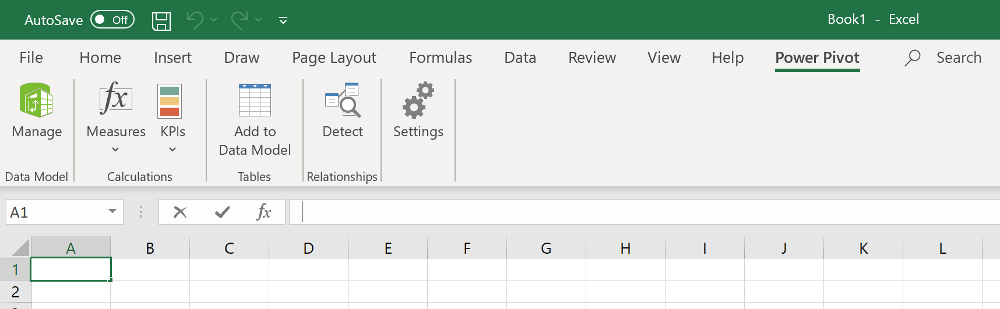 AutoSave Off
Book1 - Excel
File Home Insert Draw Page Layout Formulas Data Review View Help Power Pivot Search
Manage Measures KPIs Add to Data Model Detect Settings
Data Model Calculations Tables Relationships
A1 fx
A B C D E F G H I J K L
1
2